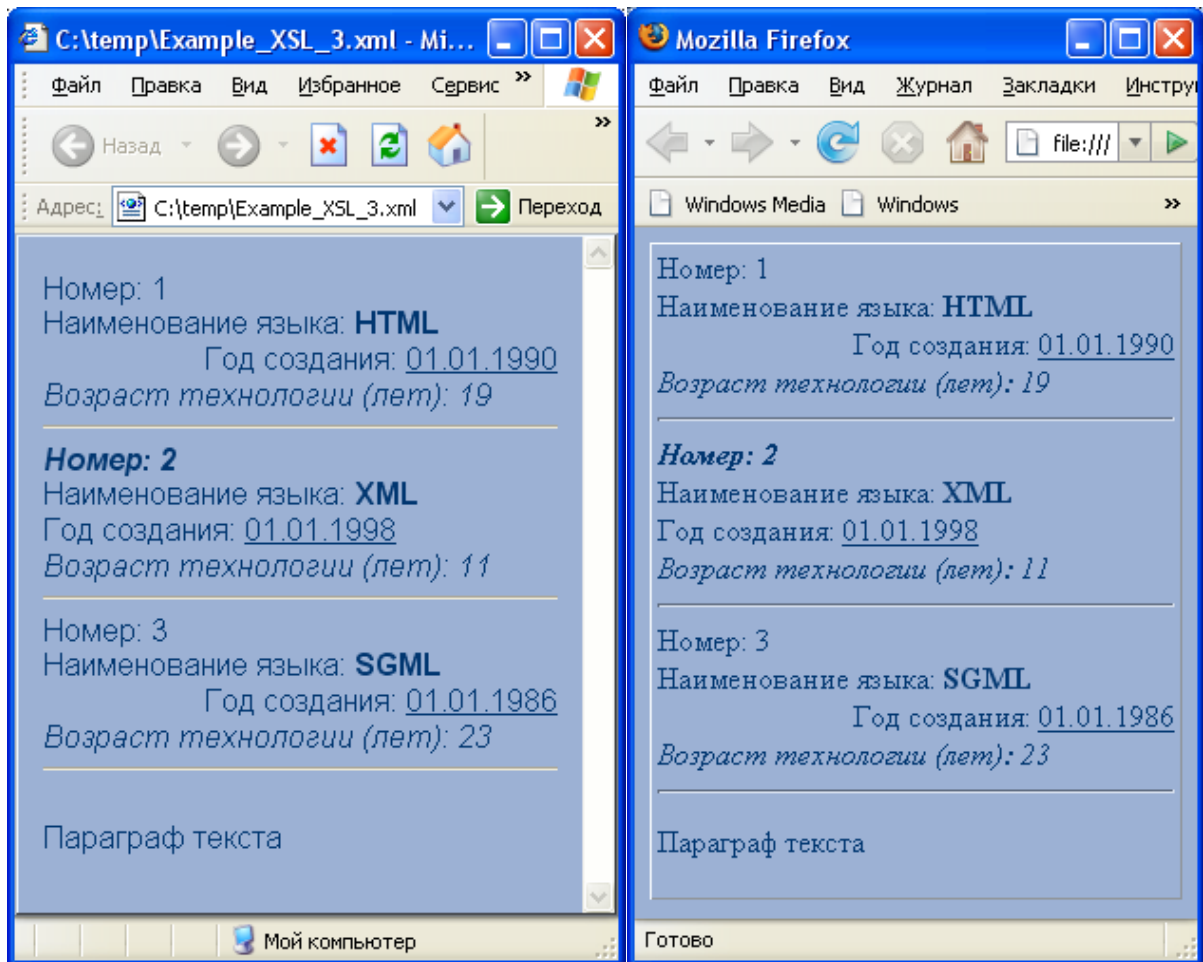 C:\temp\Example_XSL_3.xml - Mi...
Файл Правка Вид Избранное Сервис »
Назад »
Адрес: C:\temp\Example_XSL_3.xml Переход
Номер: 1
Наименование языка: HTML
Год создания: 01.01.1990
Возраст технологии (лет): 19
Номер: 2
Наименование языка: XML
Год создания: 01.01.1998
Возраст технологии (лет): 11
Номер: 3
Наименование языка: SGML
Год создания: 01.01.1986
Возраст технологии (лет): 23
Параграф текста
Мой компьютер
Mozilla Firefox
Файл Правка Вид Журнал Закладки Инстру
file:///
Windows Media Windows »
Номер: 1
Наименование языка: HTML
Год создания: 01.01.1990
Возраст технологии (лет): 19
Номер: 2
Наименование языка: XML
Год создания: 01.01.1998
Возраст технологии (лет): 11
Номер: 3
Наименование языка: SGML
Год создания: 01.01.1986
Возраст технологии (лет): 23
Параграф текста
Готово